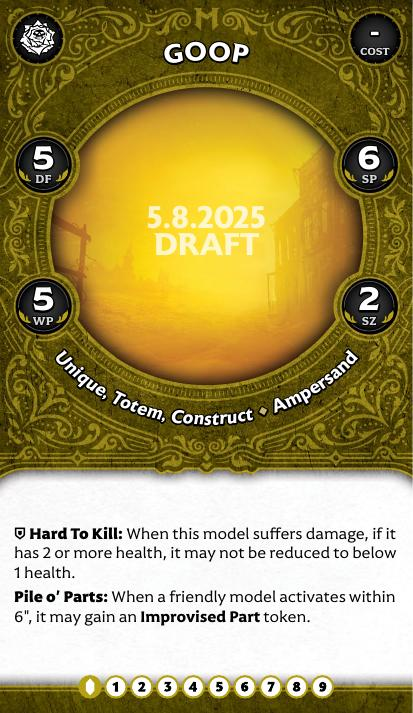 GOOP
-
COST
5
DF
6
SP
5.8.2025
DRAFT
5
WP
2
SZ
Unique, Totem, Construct • Ampersand
Hard To Kill: When this model suffers damage, if it
has 2 or more health, it may not be reduced to below
1 health.
Pile o' Parts: When a friendly model activates within
6", it may gain an Improvised Part token.
1 2 3 4 5 6 7 8 9